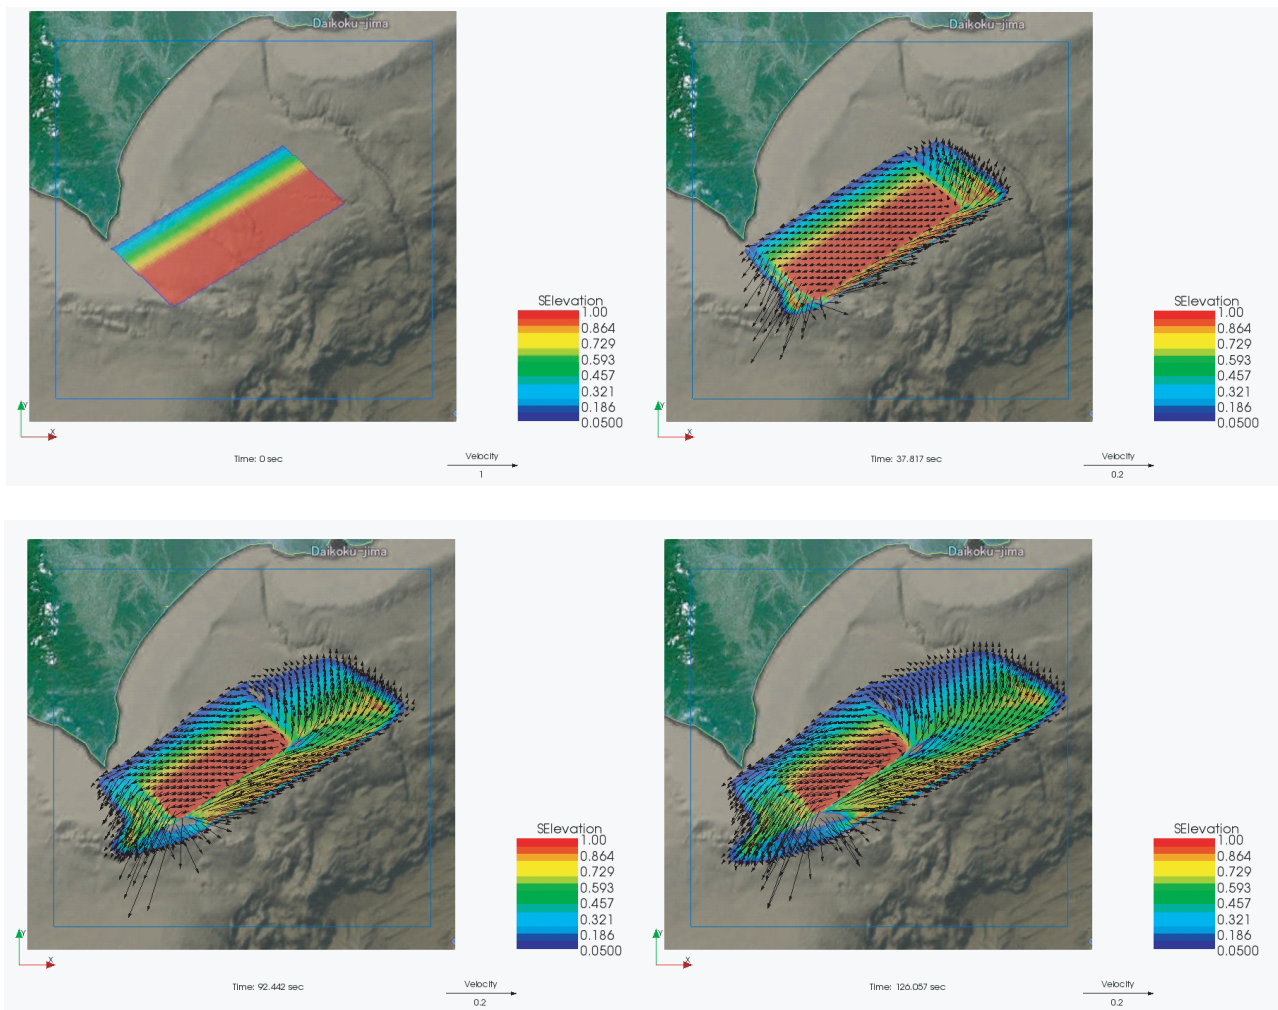 Daikoku-jima
SElevation
1.00
0.864
0.729
0.593
0.457
0.321
0.186
0.0500
Y
X
Time: 0 sec
Velocity
1
Daikoku-jima
SElevation
1.00
0.864
0.729
0.593
0.457
0.321
0.186
0.0500
Y
X
Time: 37.817 sec
Velocity
0.2
Daikoku-jima
SElevation
1.00
0.864
0.729
0.593
0.457
0.321
0.186
0.0500
Y
X
Time: 92.442 sec
Velocity
0.2
Daikoku-jima
SElevation
1.00
0.864
0.729
0.593
0.457
0.321
0.186
0.0500
Y
X
Time: 126.057 sec
Velocity
0.2